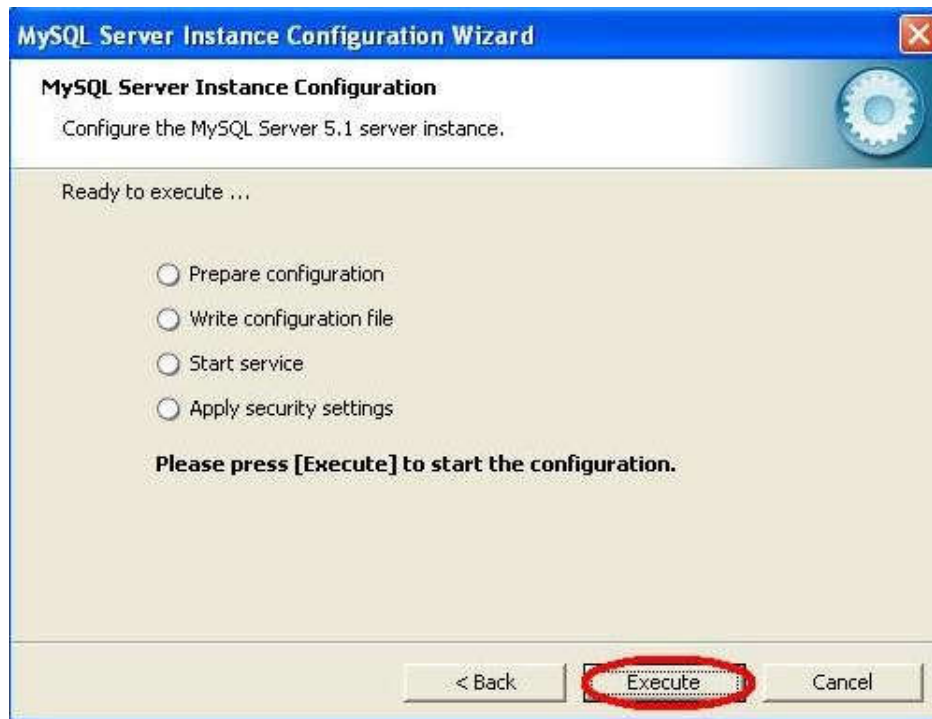 MySQL Server Instance Configuration Wizard
MySQL Server Instance Configuration
Configure the MySQL Server 5.1 server instance.
Ready to execute ...
Prepare configuration
Write configuration file
Start service
Apply security settings
Please press [Execute] to start the configuration.
< Back
Execute
Cancel